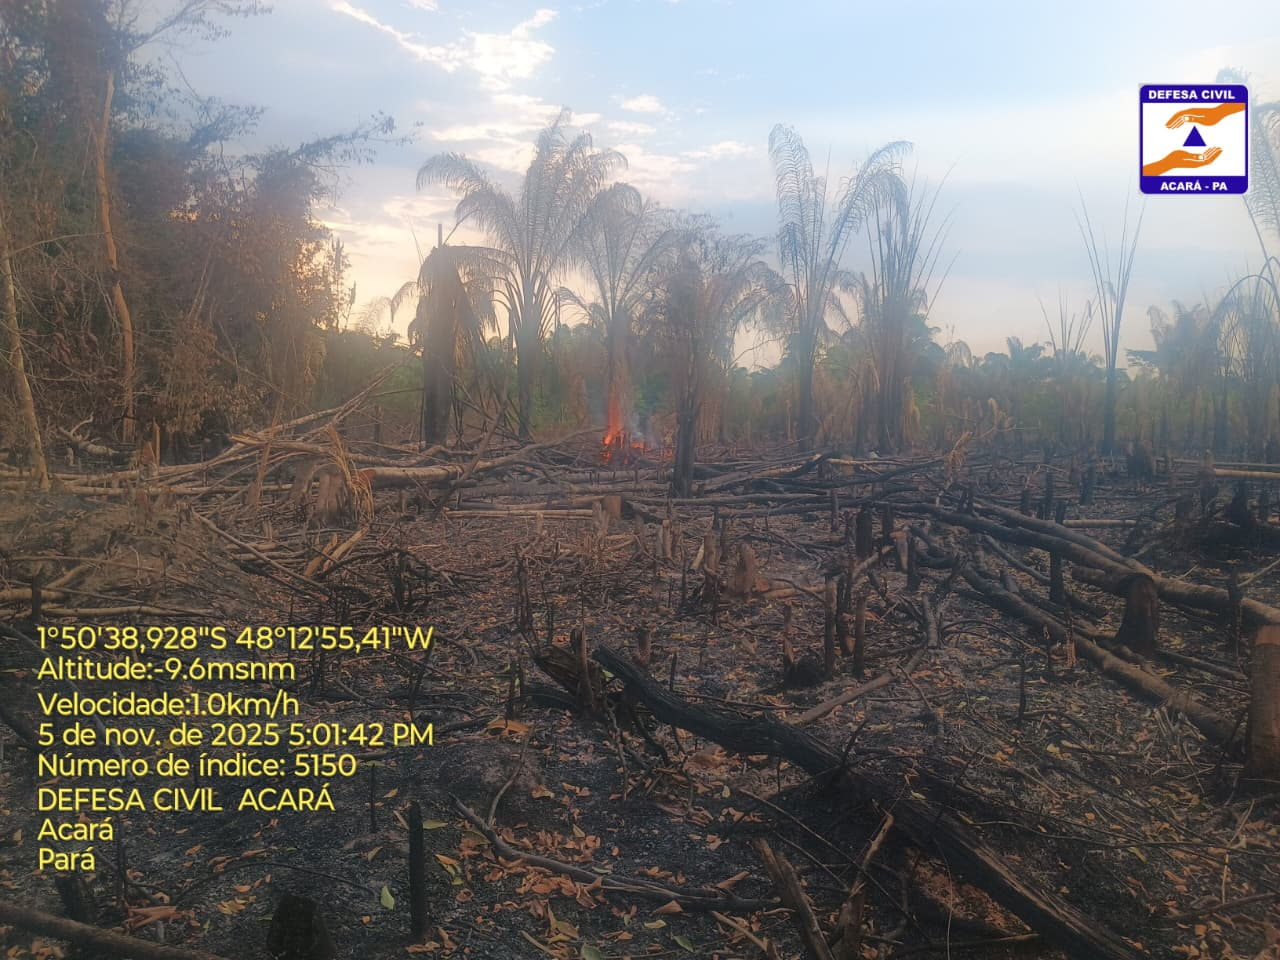 DEFESA CIVIL
ACARÁ - PA
1°50'38,928"S 48°12'55,41"W
Altitude:-9.6msnm
Velocidade:1.0km/h
5 de nov. de 2025 5:01:42 PM
Número de índice: 5150
DEFESA CIVIL  ACARÁ
Acará
Pará